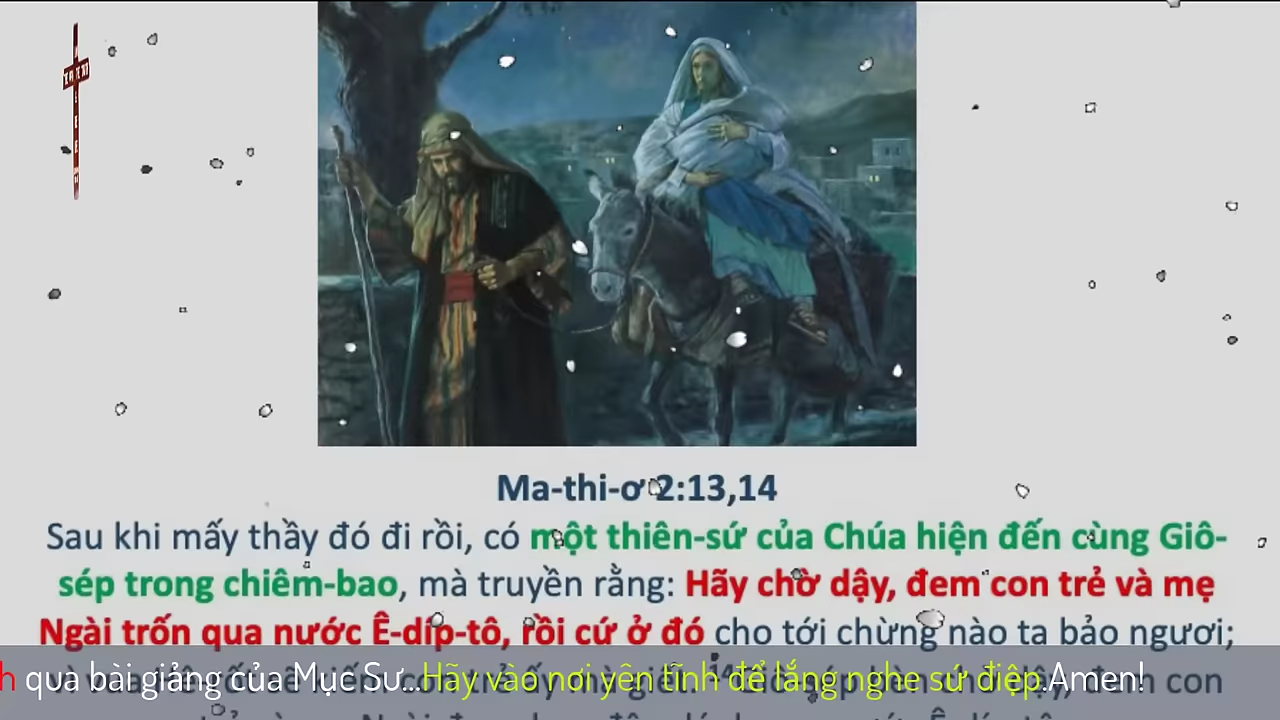 Ma-thi-ơ 2:13,14
Sau khi mấy thầy đó đi rồi, có một thiên-sứ của Chúa hiện đến cùng Giô-
sép trong chiêm-bao, mà truyền rằng: Hãy chờ dậy, đem con trẻ và mẹ
Ngài trốn qua nước Ê-díp-tô, rồi cứ ở đó cho tới chừng nào ta bảo ngươi;
h qua bài giảng của Mục Sư...Hãy vào nơi yên tĩnh để lắng nghe sứ điệp.Amen!